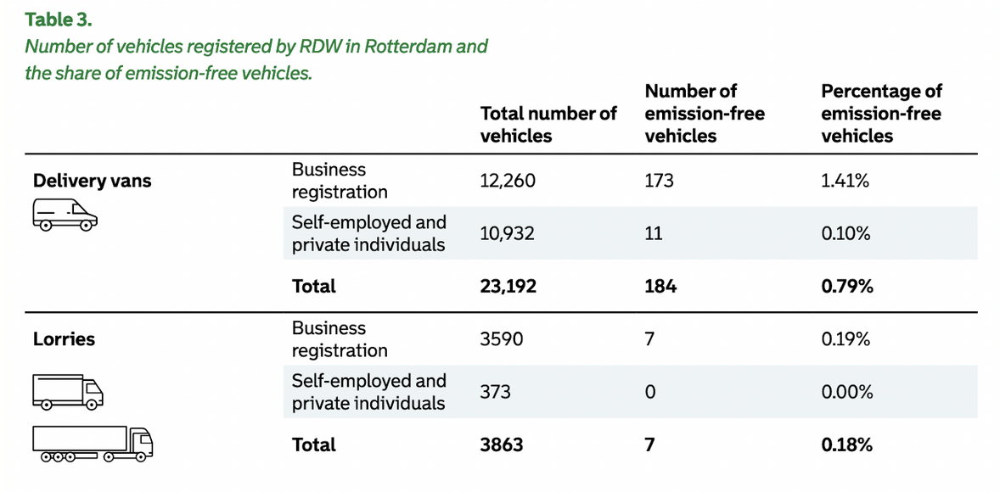 Table 3.
Number of vehicles registered by RDW in Rotterdam and
the share of emission-free vehicles.
Total number of
vehicles
Number of
emission-free
vehicles
Percentage of
emission-free
vehicles
Delivery vans
Business
registration
12,260
173
1.41%
Self-employed and
private individuals
10,932
11
0.10%
Total
23,192
184
0.79%
Lorries
Business
registration
3590
7
0.19%
Self-employed and
private individuals
373
0
0.00%
Total
3863
7
0.18%